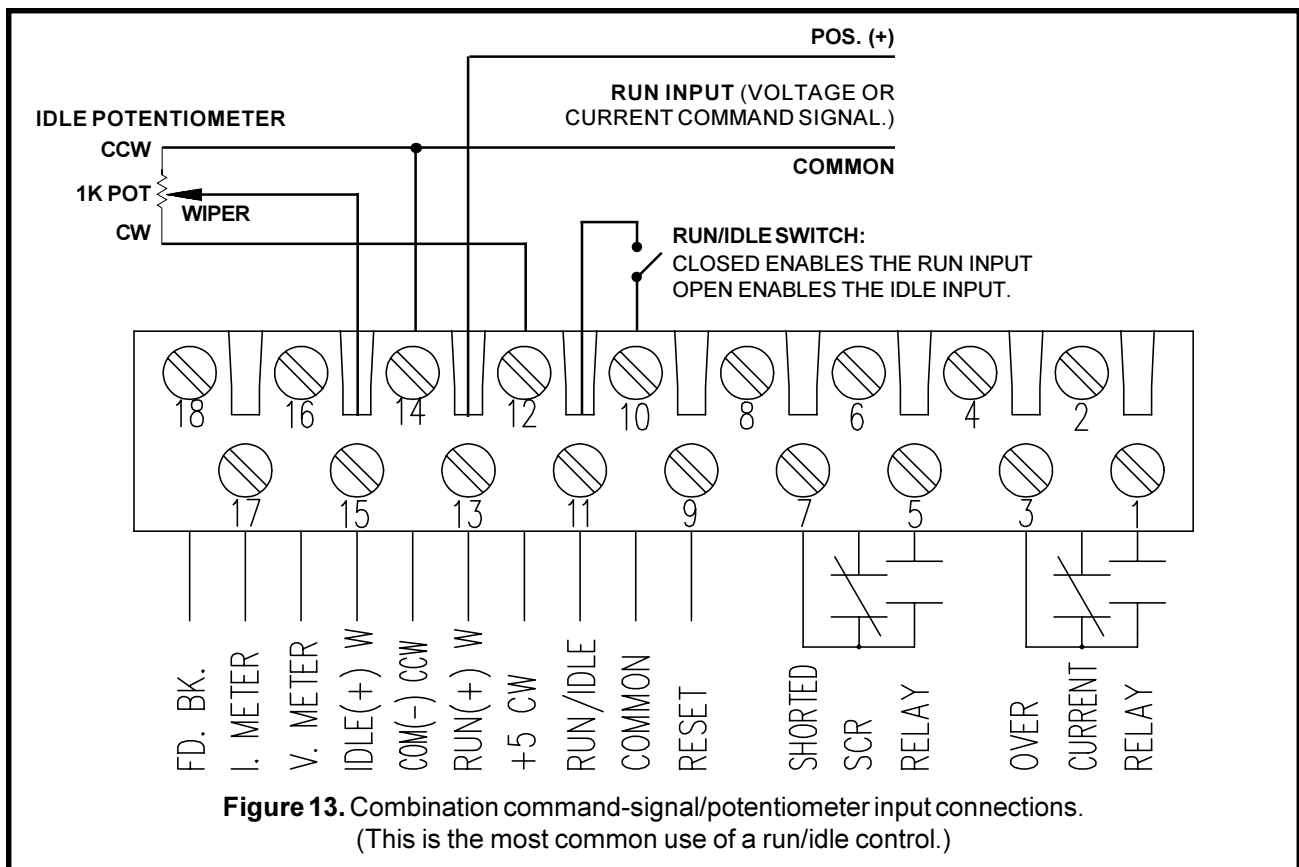 POS. (+)
RUN INPUT (VOLTAGE OR
CURRENT COMMAND SIGNAL.)
IDLE POTENTIOMETER
CCW
COMMON
1K POT
WIPER
CW
RUN/IDLE SWITCH:
CLOSED ENABLES THE RUN INPUT
OPEN ENABLES THE IDLE INPUT.
18 16 14 12 10 8 6 4 2
17 15 13 11 9 7 5 3 1
FD. BK.
I. METER
V. METER
IDLE(+) W
COM(-) CCW
RUN(+) W
+5 CW
RUN/IDLE
COMMON
RESET
SHORTED
SCR
RELAY
OVER
CURRENT
RELAY
Figure 13. Combination command-signal/potentiometer input connections.
(This is the most common use of a run/idle control.)